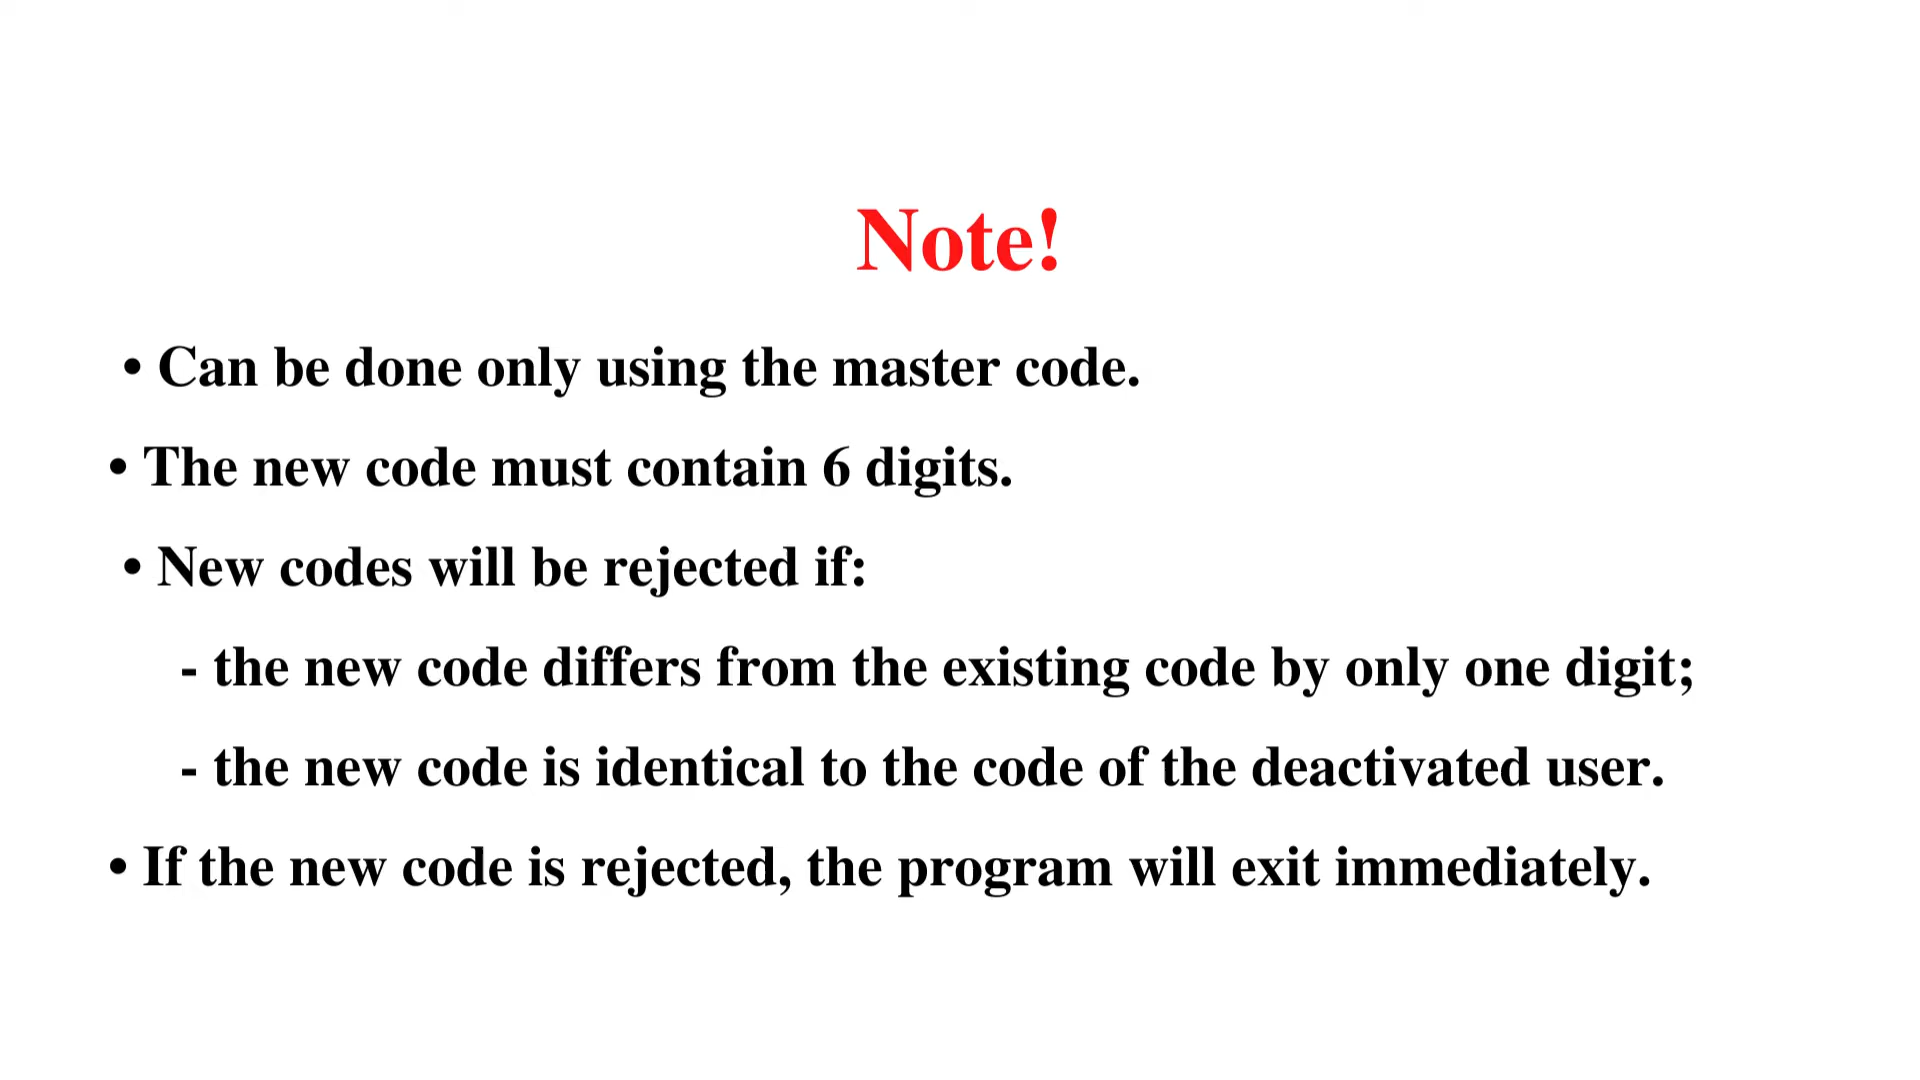 Note!
• Can be done only using the master code.
• The new code must contain 6 digits.
• New codes will be rejected if:
- the new code differs from the existing code by only one digit;
- the new code is identical to the code of the deactivated user.
• If the new code is rejected, the program will exit immediately.